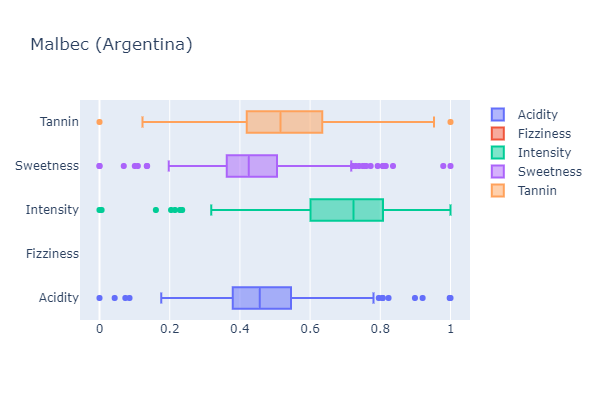 Malbec (Argentina)
Tannin
Sweetness
Intensity
Fizziness
Acidity
0 0.2 0.4 0.6 0.8 1
Acidity
Fizziness
Intensity
Sweetness
Tannin